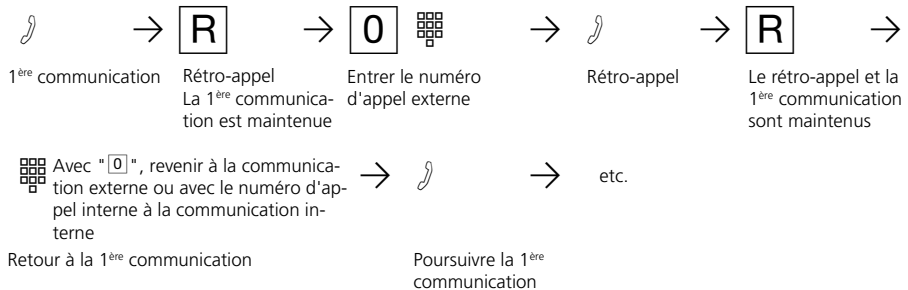 R
0
R
1ère communication
Rétro-appel
La 1ère communica-
tion est maintenue
Entrer le numéro
d'appel externe
Rétro-appel
Le rétro-appel et la
1ère communication
sont maintenus
Avec "0", revenir à la communica-
tion externe ou avec le numéro d'ap-
pel interne à la communication in-
terne
etc.
Retour à la 1ère communication
Poursuivre la 1ère
communication